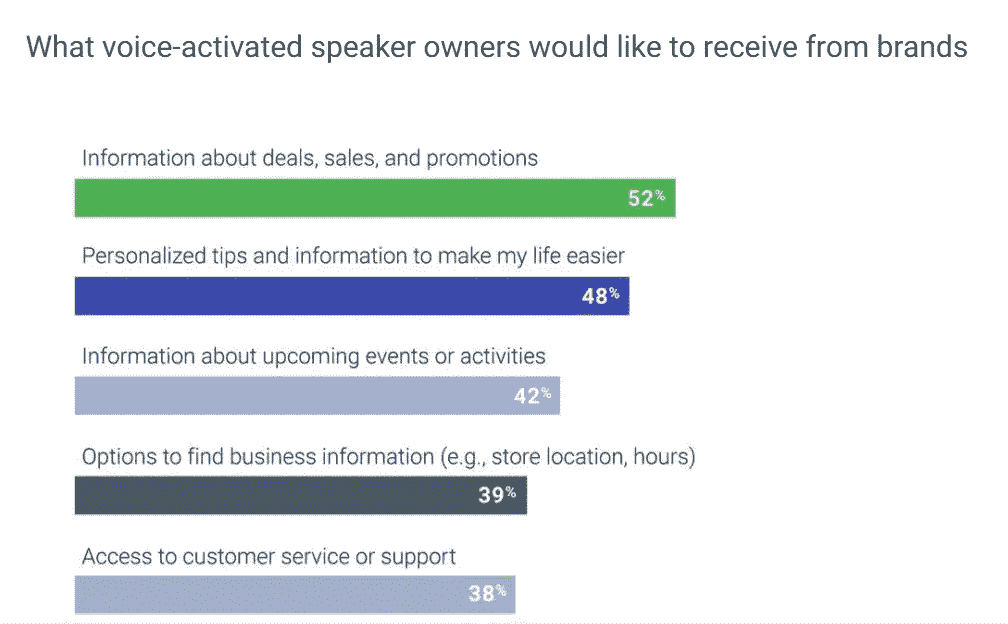 What voice-activated speaker owners would like to receive from brands
Information about deals, sales, and promotions
52%
Personalized tips and information to make my life easier
48%
Information about upcoming events or activities
42%
Options to find business information (e.g., store location, hours)
39%
Access to customer service or support
38%